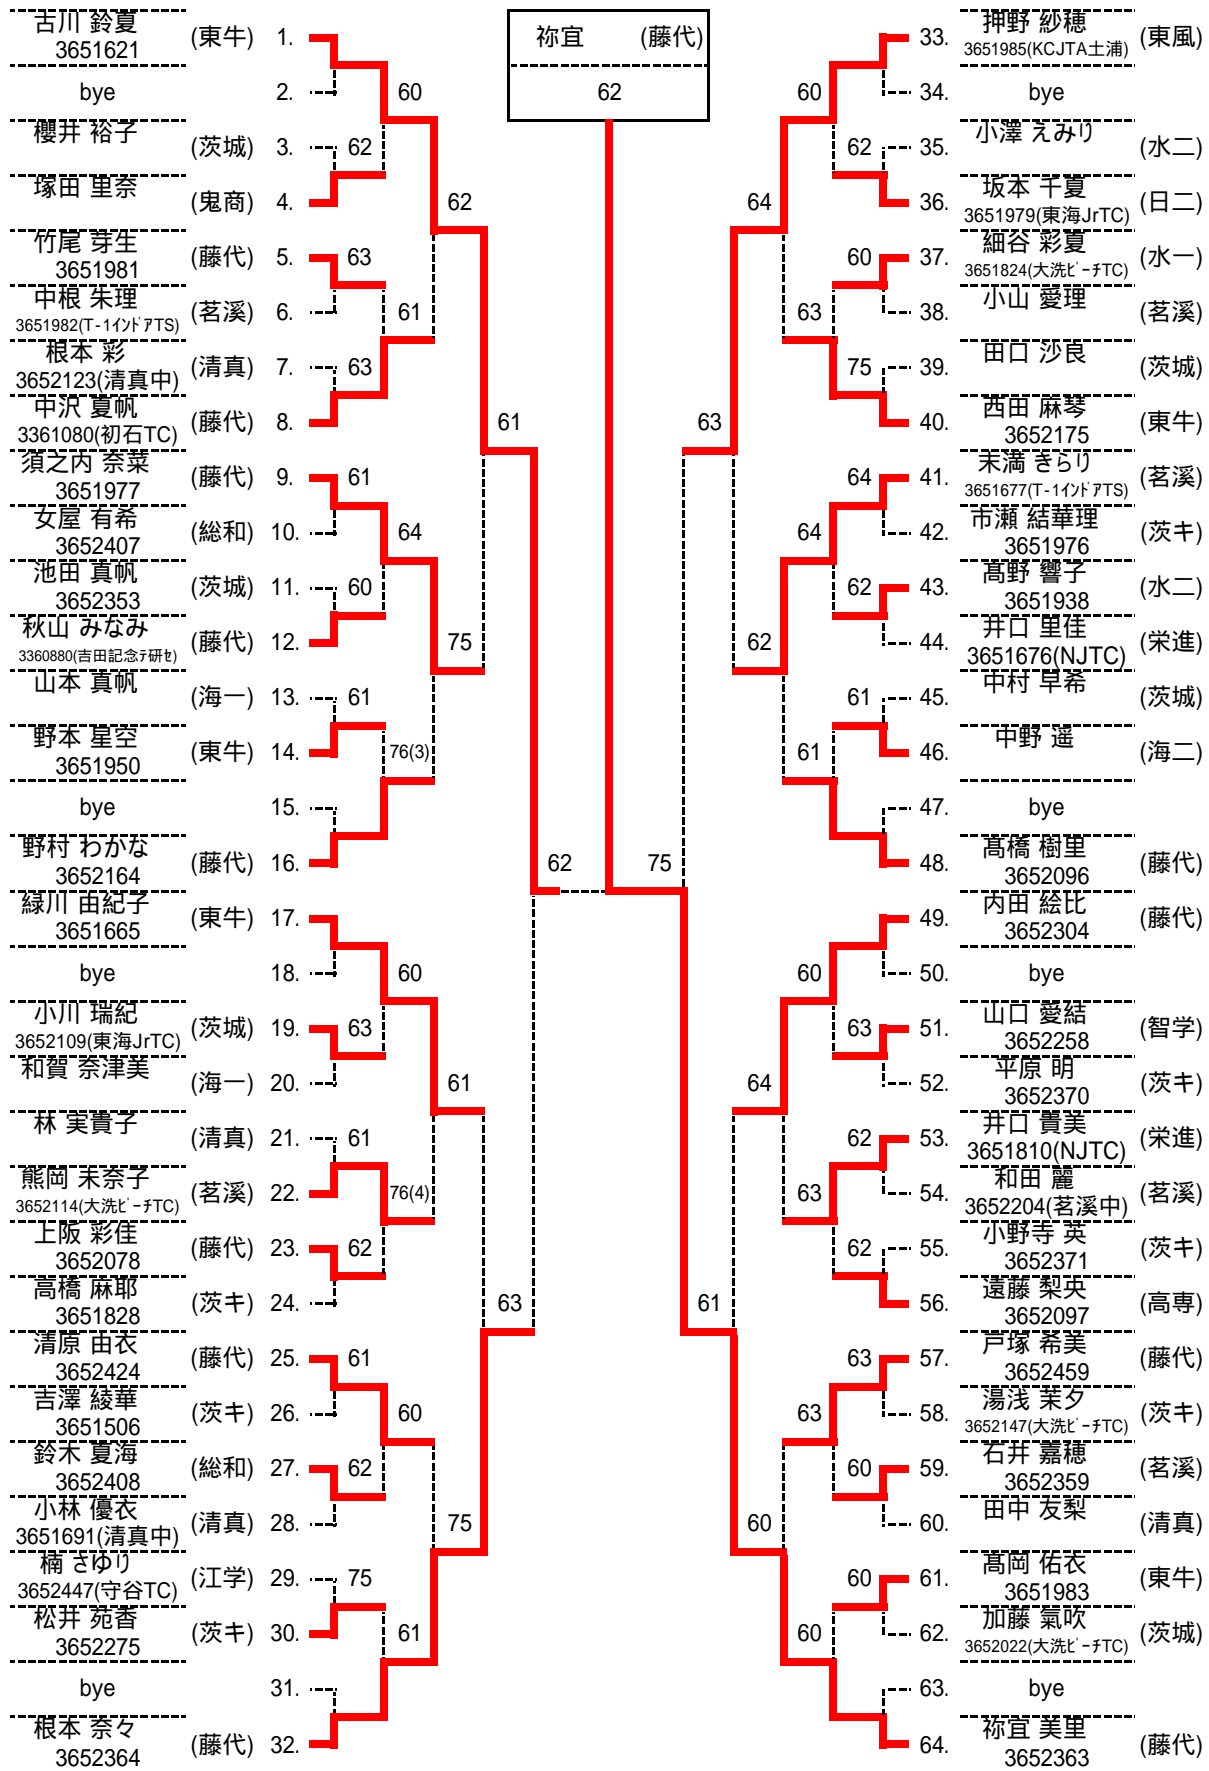 祢宜 (藤代)
62
古川 鈴夏 (東牛) 1.
3651621
bye 2.
櫻井 裕子 (茨城) 3.
塚田 里奈 (鬼商) 4.
竹尾 芽生 (藤代) 5.
3651981
中根 朱理 (茗溪) 6.
3651982(T-1インドアTS)
根本 彩 (清真) 7.
3652123(清真中)
中沢 夏帆 (藤代) 8.
3361080(初石TC)
須之内 奈菜 (藤代) 9.
3651977
女屋 有希 (総和) 10.
3652407
池田 真帆 (茨城) 11.
3652353
秋山 みなみ (藤代) 12.
3360880(吉田記念テ研セ)
山本 真帆 (海一) 13.
野本 星空 (東牛) 14.
3651950
bye 15.
野村 わかな (藤代) 16.
3652164
緑川 由紀子 (東牛) 17.
3651665
bye 18.
小川 瑞紀 (茨城) 19.
3652109(東海JrTC)
和賀 奈津美 (海一) 20.
林 実貴子 (清真) 21.
熊岡 未奈子 (茗溪) 22.
3652114(大洗ビーチTC)
上阪 彩佳 (藤代) 23.
3652078
高橋 麻耶 (茨キ) 24.
3651828
清原 由衣 (藤代) 25.
3652424
吉澤 綾華 (茨キ) 26.
3651506
鈴木 夏海 (総和) 27.
3652408
小林 優衣 (清真) 28.
3651691(清真中)
楠 さゆり (江学) 29.
3652447(守谷TC)
松井 苑香 (茨キ) 30.
3652275
bye 31.
根本 奈々 (藤代) 32.
3652364
60
62
62
63
61
63
61
61
64
60
75
61
76(3)
62
60
63
61
61
76(4)
62
63
61
60
62
75
75
61
33. 押野 紗穂 (東風)
3651985(KCJTA土浦)
34. bye
35. 小澤 えみり (水二)
36. 坂本 千夏 (日二)
3651979(東海JrTC)
37. 細谷 彩夏 (水一)
3651824(大洗ビーチTC)
38. 小山 愛理 (茗溪)
39. 田口 沙良 (茨城)
40. 西田 麻琴 (東牛)
3652175
41. 末満 きらり (茗溪)
3651677(T-1インドアTS)
42. 市瀬 結華理 (茨キ)
3651976
43. 髙野 響子 (水二)
3651938
44. 井口 里佳 (栄進)
3651676(NJTC)
45. 中村 早希 (茨城)
46. 中野 遥 (海二)
47. bye
48. 髙橋 樹里 (藤代)
3652096
49. 内田 絵比 (藤代)
3652304
50. bye
51. 山口 愛結 (智学)
3652258
52. 平原 明 (茨キ)
3652370
53. 井口 貴美 (栄進)
3651810(NJTC)
54. 和田 麗 (茗溪)
3652204(茗溪中)
55. 小野寺 英 (茨キ)
3652371
56. 遠藤 梨央 (高専)
3652097
57. 戸塚 希美 (藤代)
3652459
58. 湯浅 茉夕 (茨キ)
3652147(大洗ビーチTC)
59. 石井 嘉穂 (茗溪)
3652359
60. 田中 友梨 (清真)
61. 髙岡 佑衣 (東牛)
3651983
62. 加藤 氣吹 (茨城)
3652022(大洗ビーチTC)
63. bye
64. 祢宜 美里 (藤代)
3652363
60
62
64
60
63
75
63
64
64
62
62
61
61
75
60
63
64
62
63
62
61
63
63
60
60
60
60